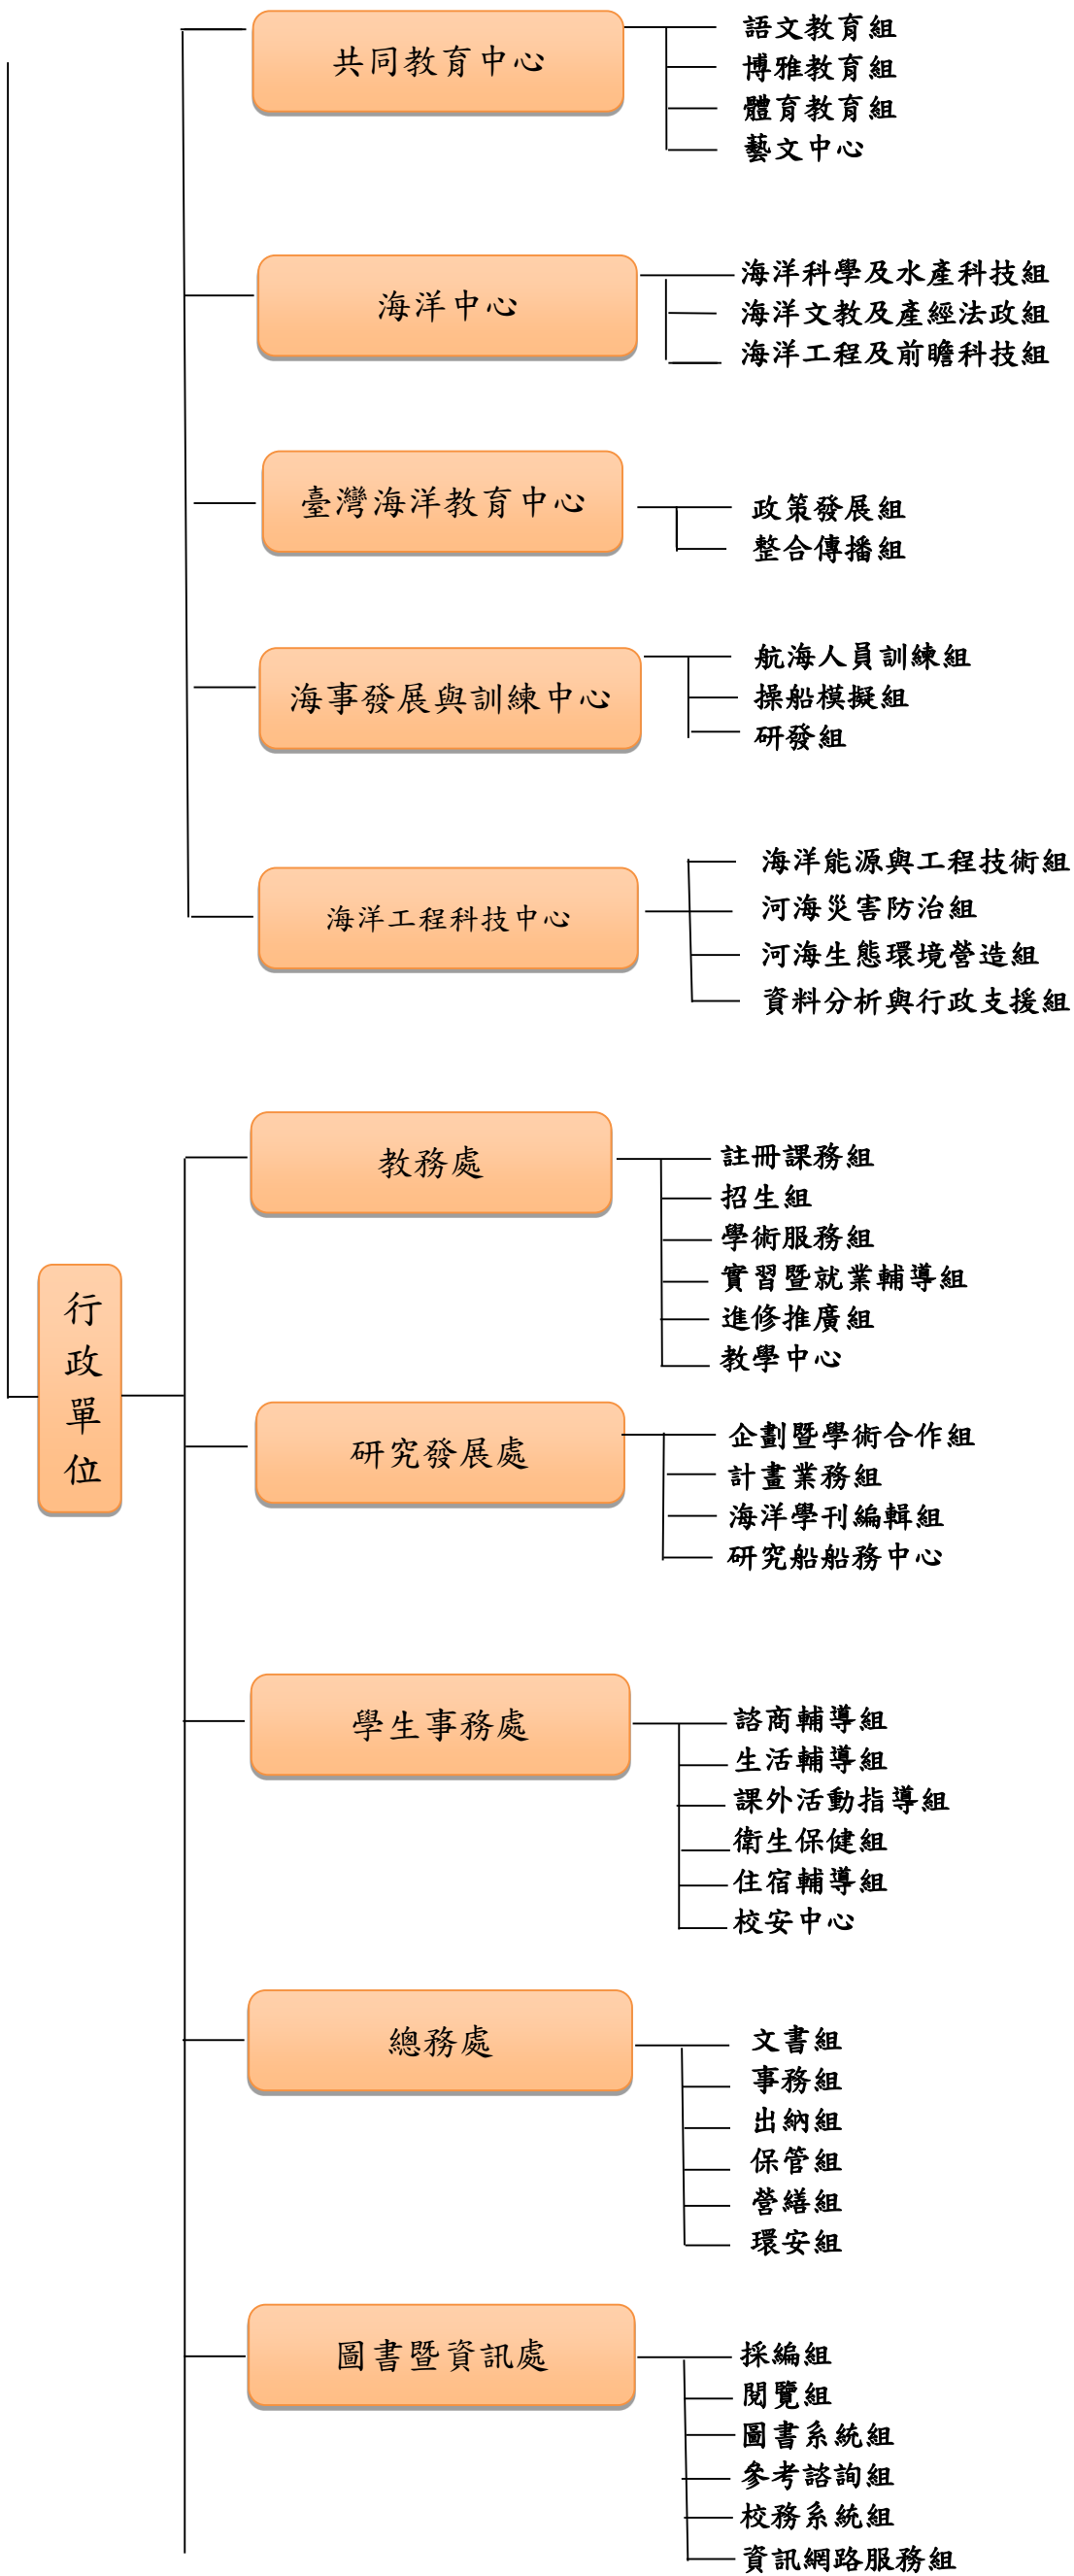 共同教育中心
語文教育組
博雅教育組
體育教育組
藝文中心
海洋中心
海洋科學及水產科技組
海洋文教及產經法政組
海洋工程及前瞻科技組
臺灣海洋教育中心
政策發展組
整合傳播組
海事發展與訓練中心
航海人員訓練組
操船模擬組
研發組
海洋工程科技中心
海洋能源與工程技術組
河海災害防治組
河海生態環境營造組
資料分析與行政支援組
行政單位
教務處
註冊課務組
招生組
學術服務組
實習暨就業輔導組
進修推廣組
教學中心
研究發展處
企劃暨學術合作組
計畫業務組
海洋學刊編輯組
研究船船務中心
學生事務處
諮商輔導組
生活輔導組
課外活動指導組
衛生保健組
住宿輔導組
校安中心
總務處
文書組
事務組
出納組
保管組
營繕組
環安組
圖書暨資訊處
採編組
閱覽組
圖書系統組
參考諮詢組
校務系統組
資訊網路服務組